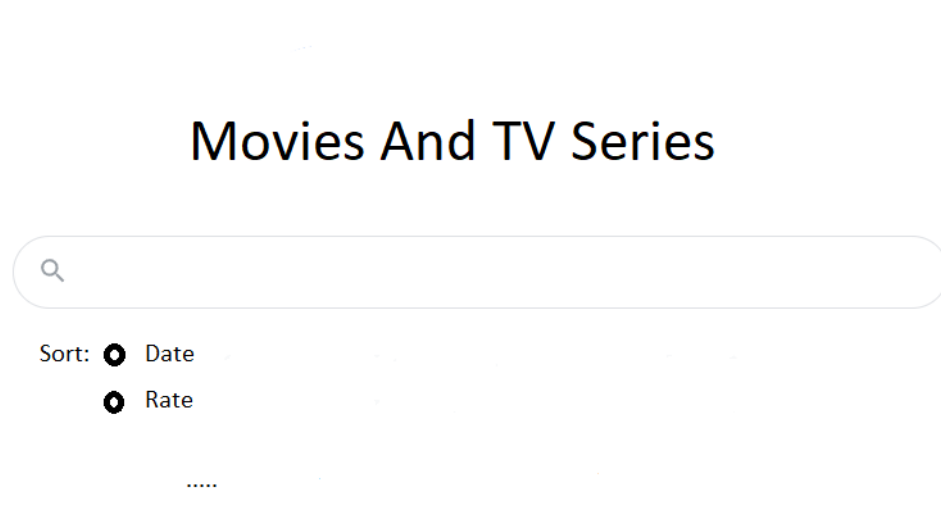 Movies And TV Series
Sort: Date
Rate
.....